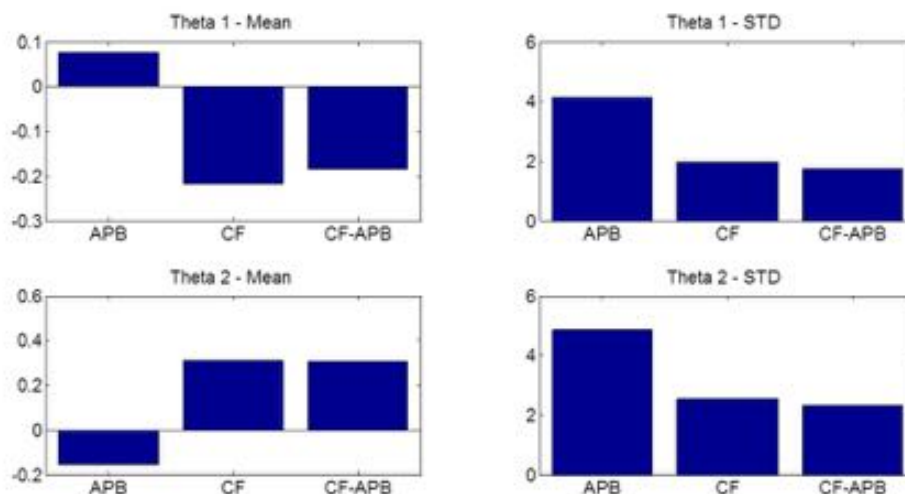 Theta 1 - Mean
0.1
0
-0.1
-0.2
-0.3
APB CF CF-APB
Theta 1 - STD
6
4
2
0
APB CF CF-APB
Theta 2 - Mean
0.6
0.4
0.2
0
-0.2
APB CF CF-APB
Theta 2 - STD
6
4
2
0
APB CF CF-APB